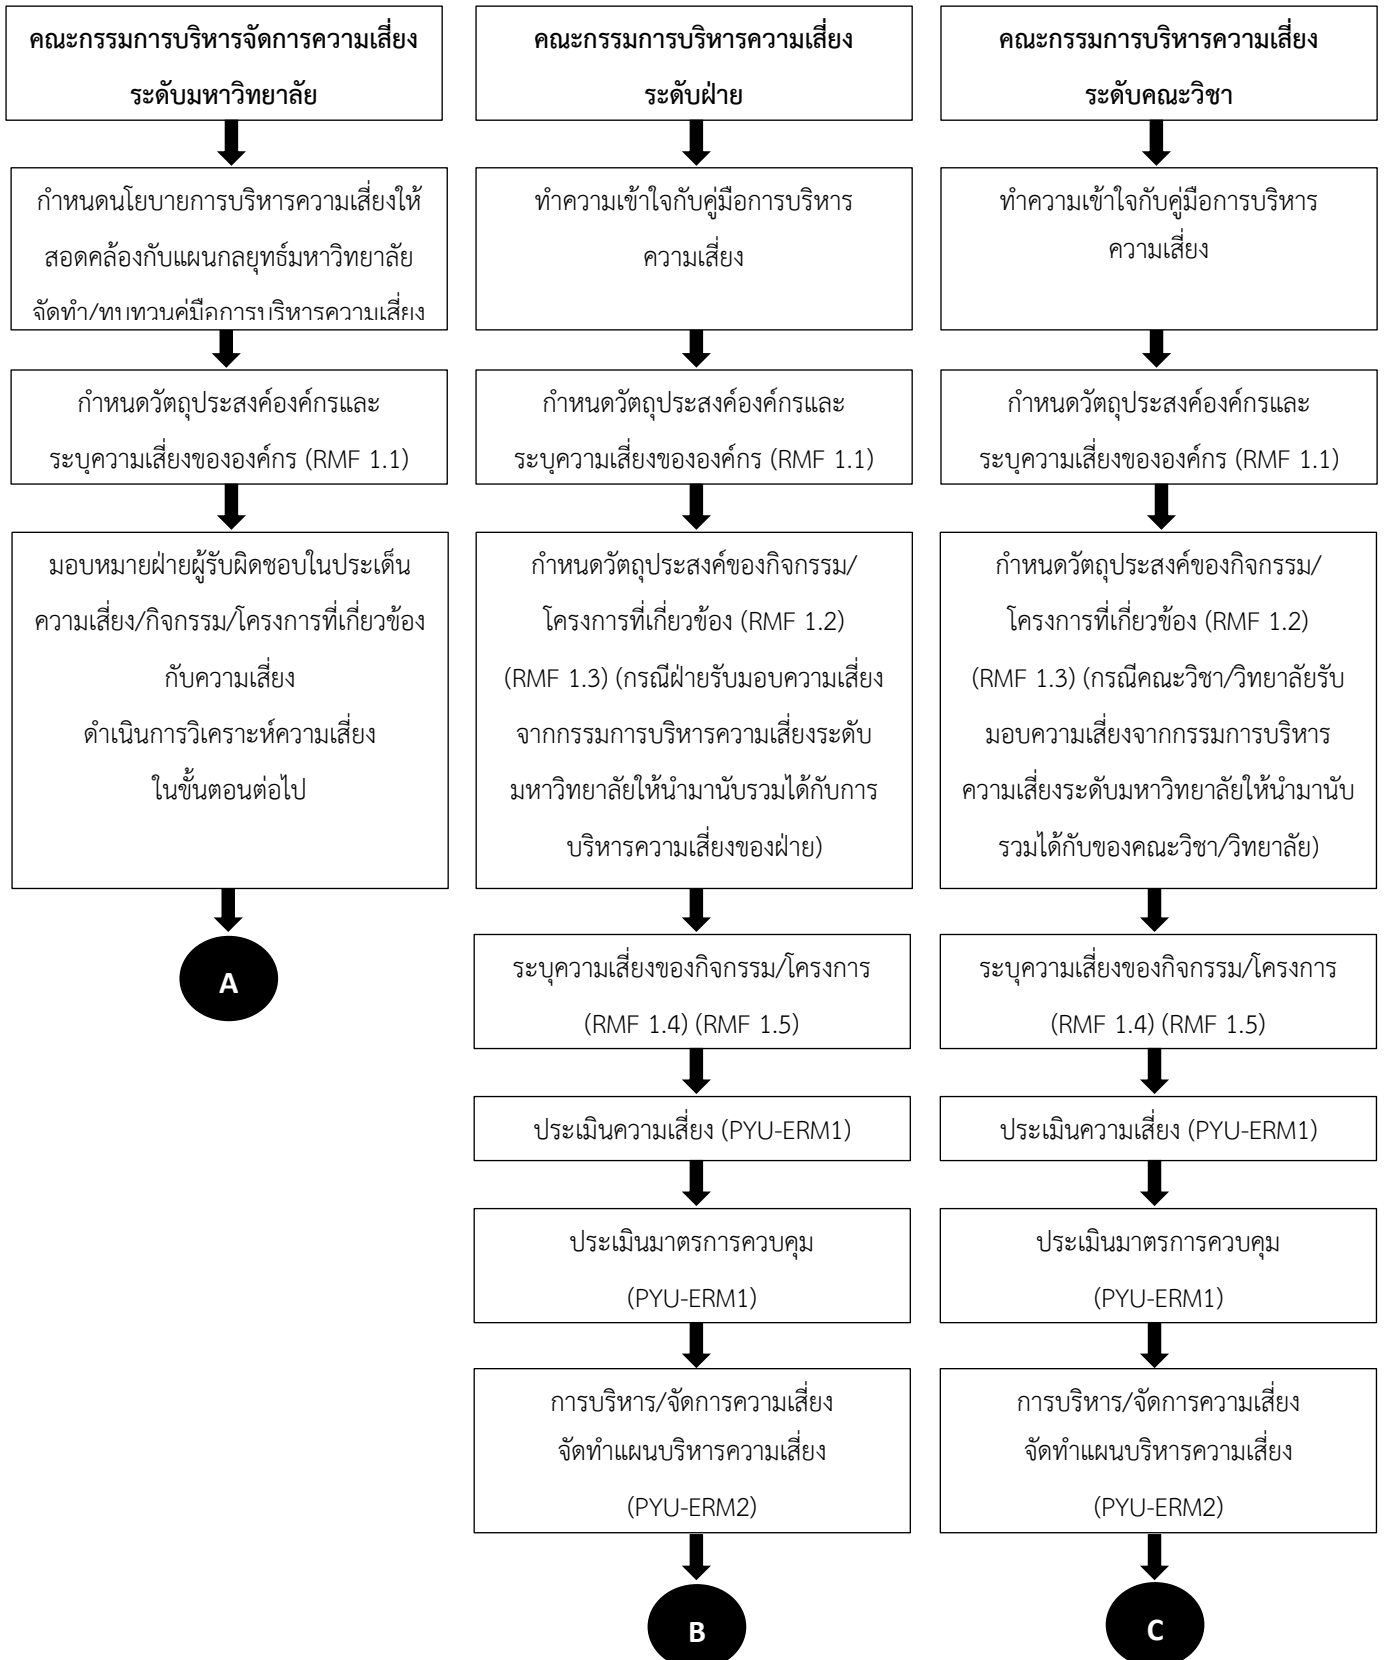 คณะกรรมการบริหารจัดการความเสี่ยง
ระดับมหาวิทยาลัย
กำหนดนโยบายการบริหารความเสี่ยงให้
สอดคล้องกับแผนกลยุทธ์มหาวิทยาลัย
จัดทำ/ทบทวนคู่มือการบริหารความเสี่ยง
กำหนดวัตถุประสงค์องค์กรและ
ระบุความเสี่ยงขององค์กร (RMF 1.1)
มอบหมายฝ่ายผู้รับผิดชอบในประเด็น
ความเสี่ยง/กิจกรรม/โครงการที่เกี่ยวข้อง
กับความเสี่ยง
ดำเนินการวิเคราะห์ความเสี่ยง
ในขั้นตอนต่อไป
A
คณะกรรมการบริหารความเสี่ยง
ระดับฝ่าย
ทำความเข้าใจกับคู่มือการบริหาร
ความเสี่ยง
กำหนดวัตถุประสงค์องค์กรและ
ระบุความเสี่ยงขององค์กร (RMF 1.1)
กำหนดวัตถุประสงค์ของกิจกรรม/
โครงการที่เกี่ยวข้อง (RMF 1.2)
(RMF 1.3) (กรณีฝ่ายรับมอบความเสี่ยง
จากกรรมการบริหารความเสี่ยงระดับ
มหาวิทยาลัยให้นำมานับรวมได้กับการ
บริหารความเสี่ยงของฝ่าย)
ระบุความเสี่ยงของกิจกรรม/โครงการ
(RMF 1.4) (RMF 1.5)
ประเมินความเสี่ยง (PYU-ERM1)
ประเมินมาตรการควบคุม
(PYU-ERM1)
การบริหาร/จัดการความเสี่ยง
จัดทำแผนบริหารความเสี่ยง
(PYU-ERM2)
B
คณะกรรมการบริหารความเสี่ยง
ระดับคณะวิชา
ทำความเข้าใจกับคู่มือการบริหาร
ความเสี่ยง
กำหนดวัตถุประสงค์องค์กรและ
ระบุความเสี่ยงขององค์กร (RMF 1.1)
กำหนดวัตถุประสงค์ของกิจกรรม/
โครงการที่เกี่ยวข้อง (RMF 1.2)
(RMF 1.3) (กรณีคณะวิชา/วิทยาลัยรับ
มอบความเสี่ยงจากกรรมการบริหาร
ความเสี่ยงระดับมหาวิทยาลัยให้นำมานับ
รวมได้กับของคณะวิชา/วิทยาลัย)
ระบุความเสี่ยงของกิจกรรม/โครงการ
(RMF 1.4) (RMF 1.5)
ประเมินความเสี่ยง (PYU-ERM1)
ประเมินมาตรการควบคุม
(PYU-ERM1)
การบริหาร/จัดการความเสี่ยง
จัดทำแผนบริหารความเสี่ยง
(PYU-ERM2)
C